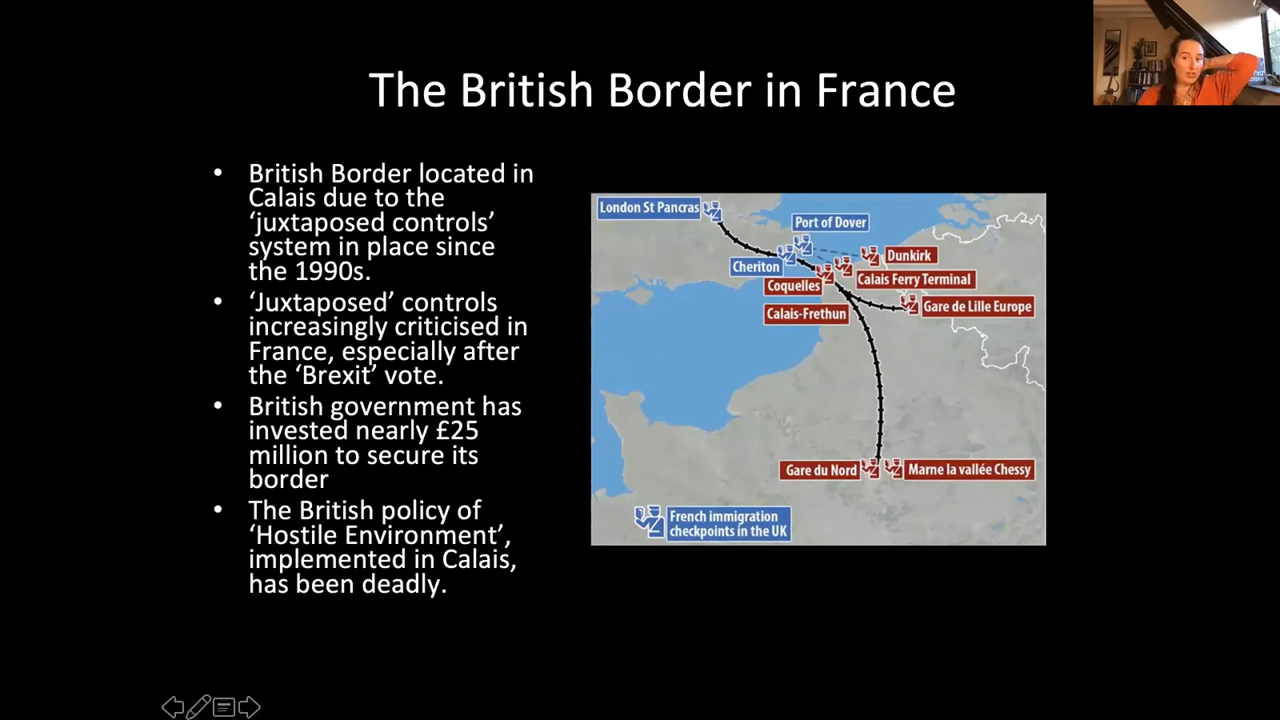 The British Border in France
• British Border located in
Calais due to the
‘juxtaposed controls’
system in place since
the 1990s.
• ‘Juxtaposed’ controls
increasingly criticised in
France, especially after
the ‘Brexit’ vote.
• British government has
invested nearly £25
million to secure its
border
• The British policy of
‘Hostile Environment’,
implemented in Calais,
has been deadly.
London St Pancras
Port of Dover
Cheriton
Dunkirk
Coquelles
Calais Ferry Terminal
Calais-Frethun
Gare de Lille Europe
Gare du Nord
Marne la vallée Chessy
French immigration
checkpoints in the UK